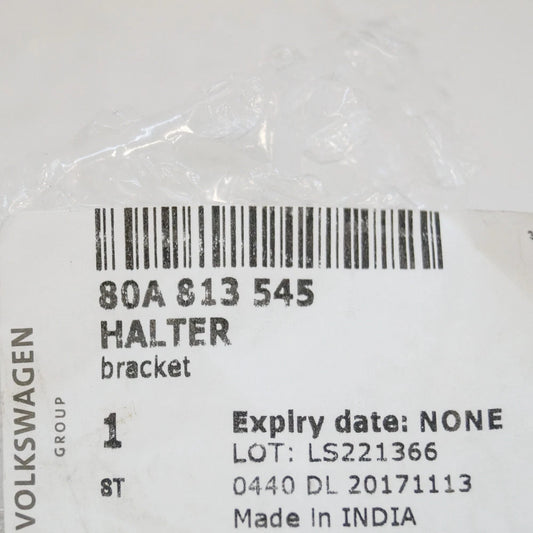 80A 813 545
HALTER
bracket
1
ST
Expiry date: NONE
LOT: LS221366
0440 DL 20171113
Made in INDIA
VOLKSWAGEN
GROUP